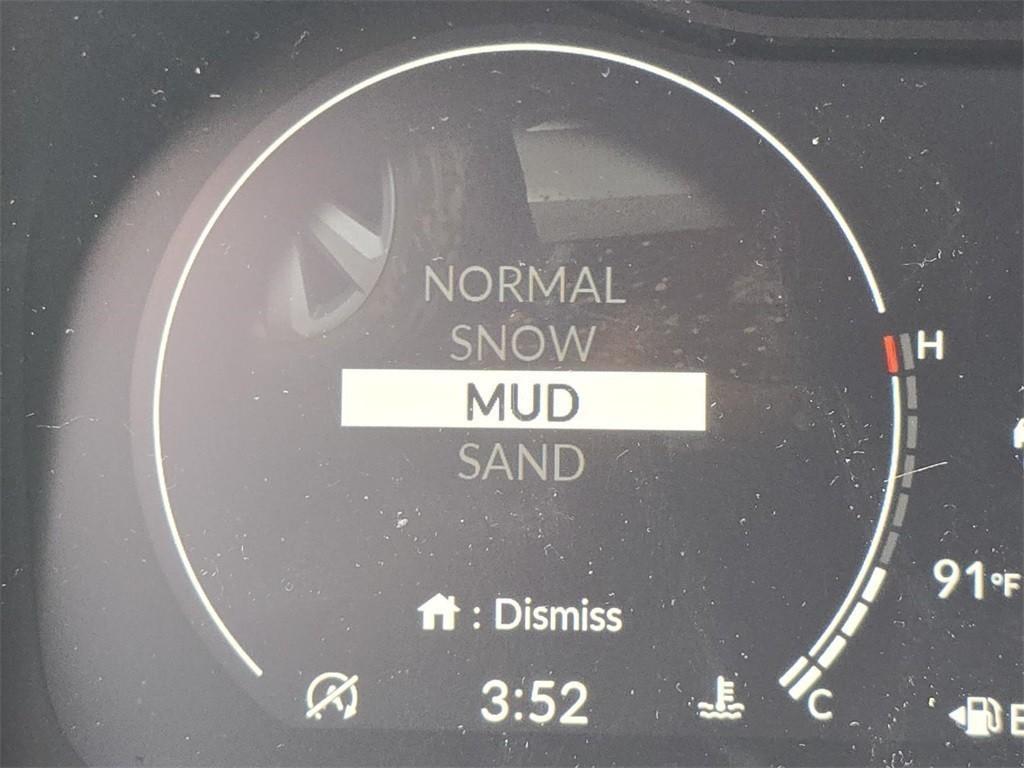 NORMAL
SNOW
MUD
SAND
H
91°F
: Dismiss
3:52
C
E